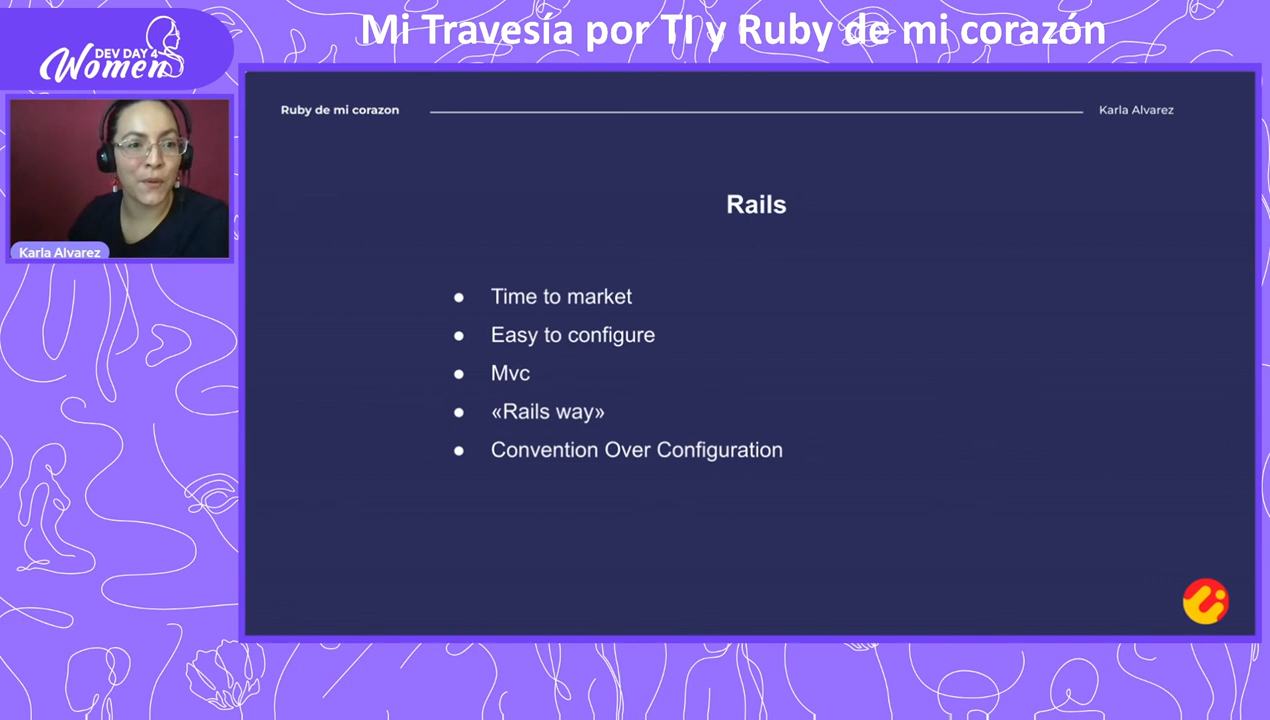 Mi Travesía por TI y Ruby de mi corazón
DEV DAY 4
Women
Karla Alvarez
Ruby de mi corazon
Karla Alvarez
Rails
● Time to market
● Easy to configure
● Mvc
● «Rails way»
● Convention Over Configuration